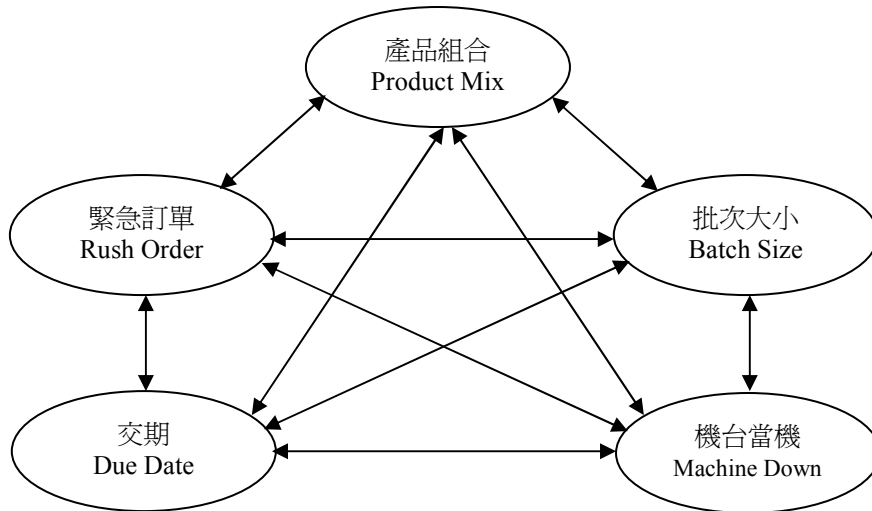 產品組合
Product Mix
緊急訂單
Rush Order
批次大小
Batch Size
交期
Due Date
機台當機
Machine Down